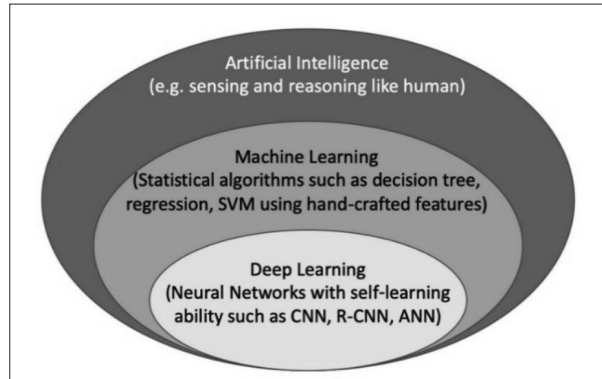 Artificial Intelligence
(e.g. sensing and reasoning like human)
Machine Learning
(Statistical algorithms such as decision tree,
regression, SVM using hand-crafted features)
Deep Learning
(Neural Networks with self-learning
ability such as CNN, R-CNN, ANN)